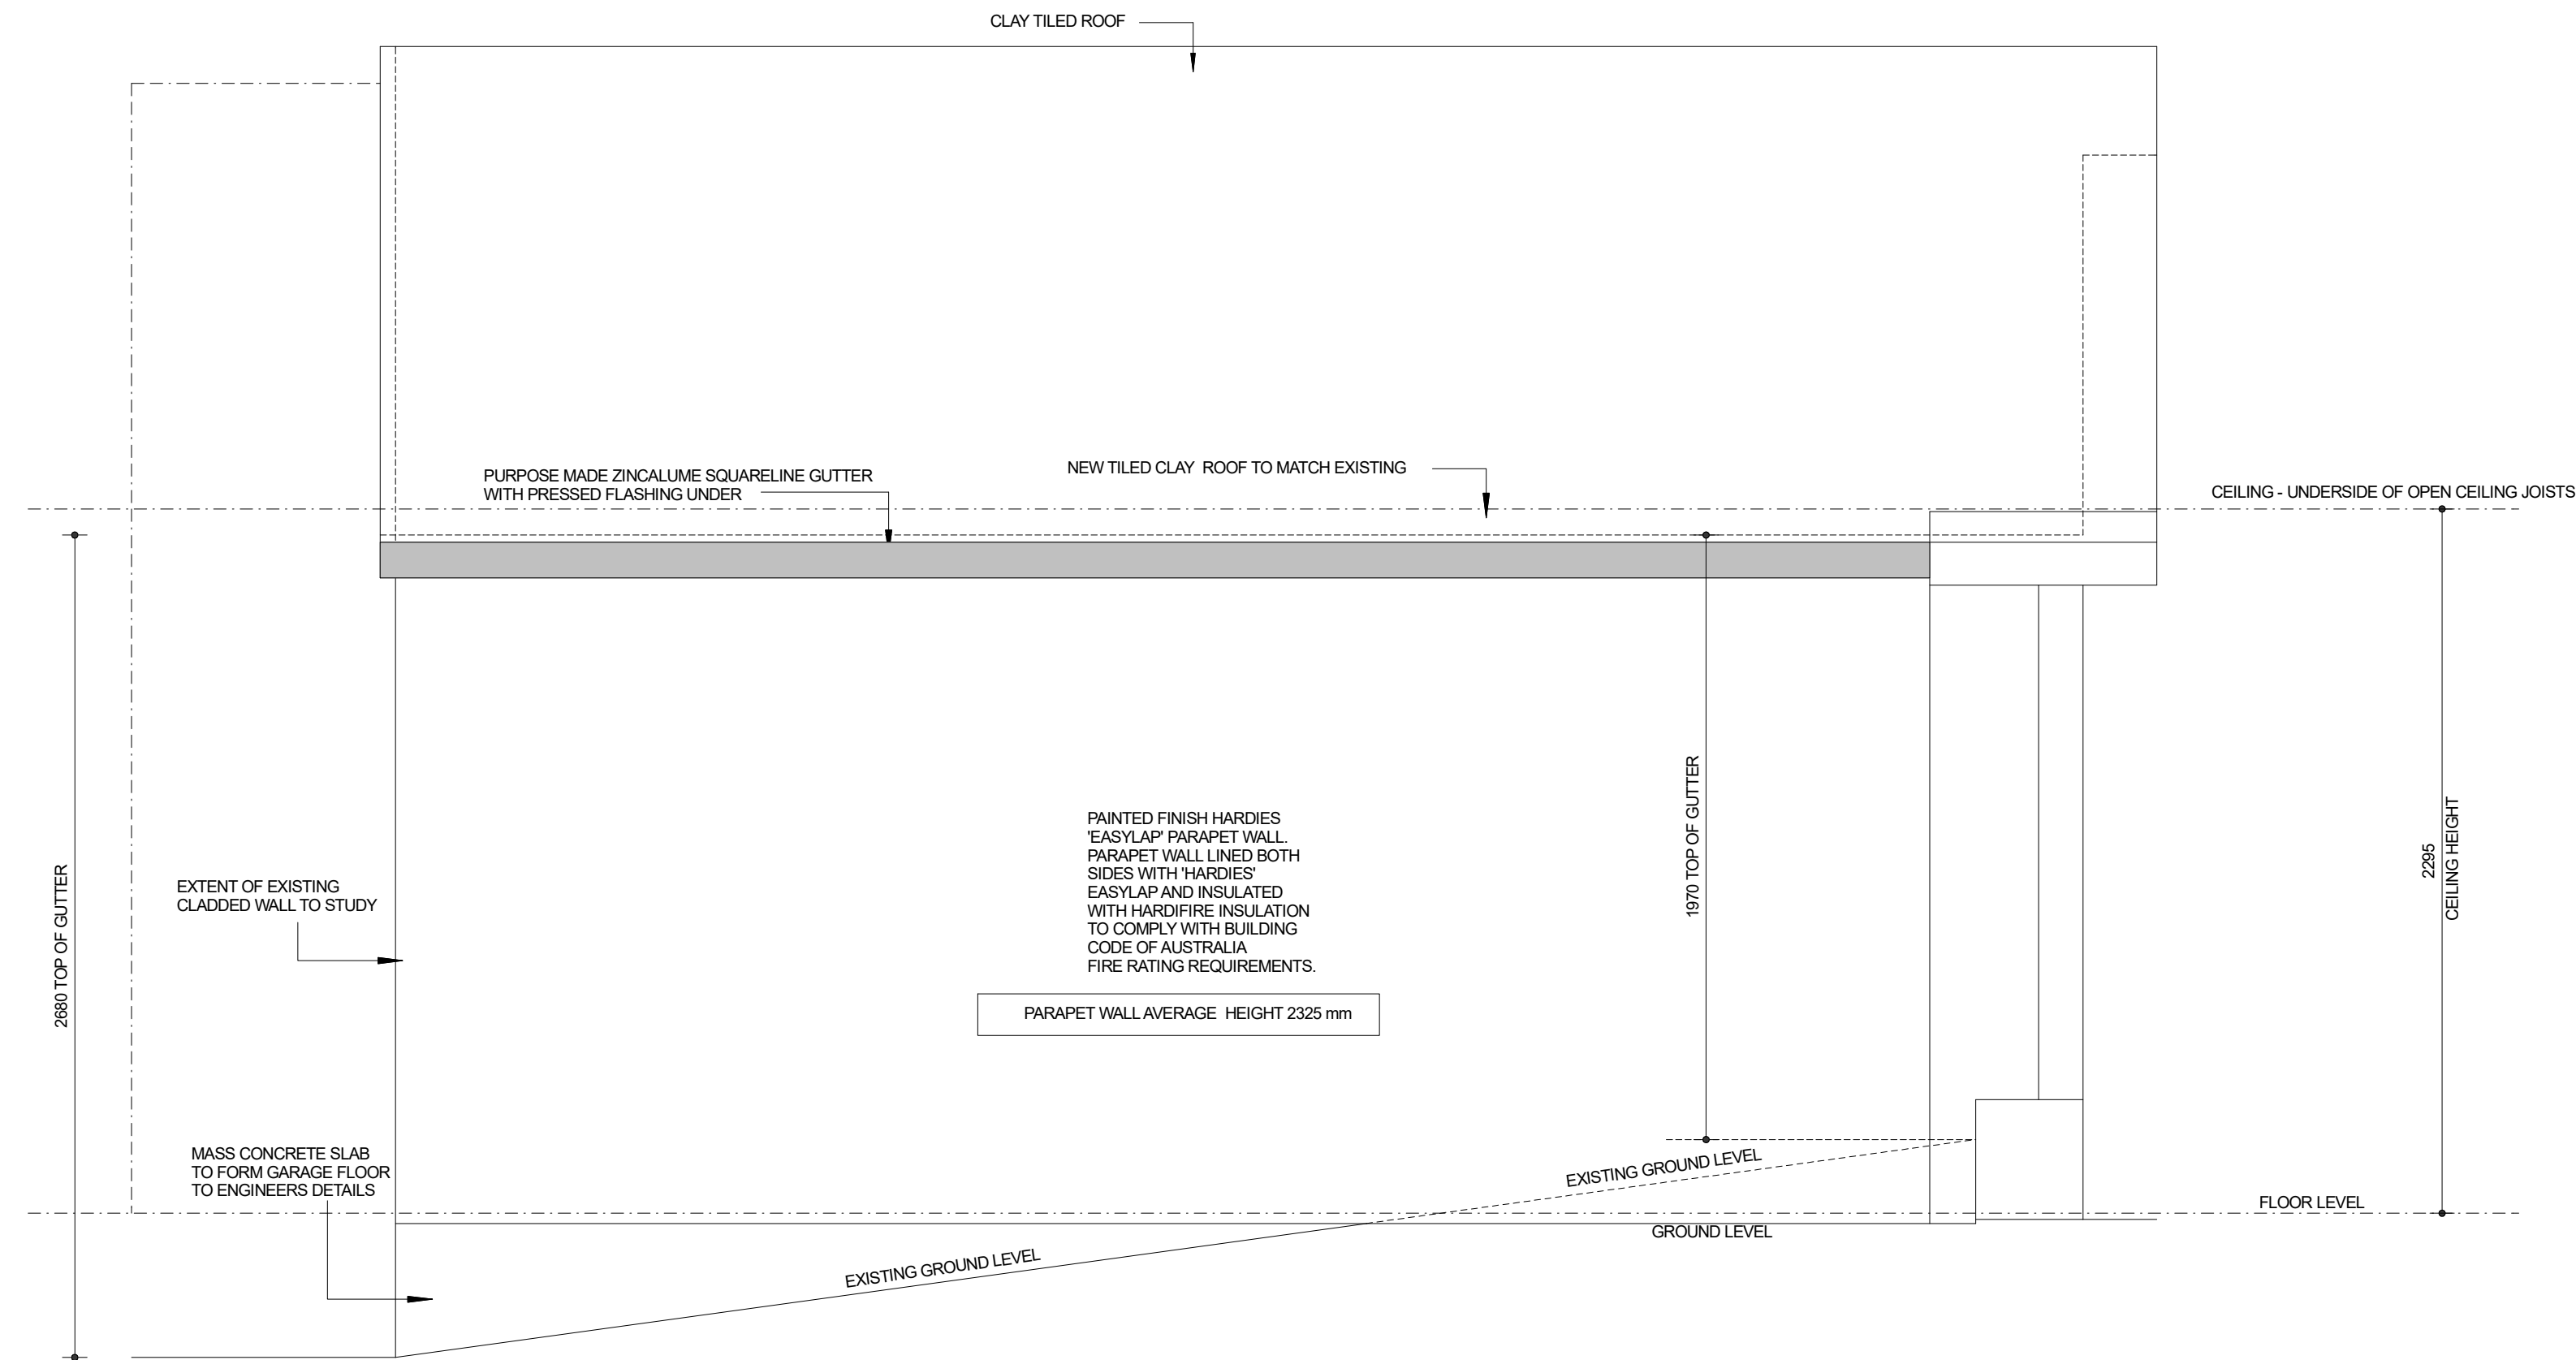 CLAY TILED ROOF
PURPOSE MADE ZINCALUME SQUARELINE GUTTER
WITH PRESSED FLASHING UNDER
NEW TILED CLAY ROOF TO MATCH EXISTING
CEILING - UNDERSIDE OF OPEN CEILING JOISTS
2680 TOP OF GUTTER
EXTENT OF EXISTING
CLADDED WALL TO STUDY
PAINTED FINISH HARDIES
'EASYLAP' PARAPET WALL.
PARAPET WALL LINED BOTH
SIDES WITH 'HARDIES'
EASYLAP AND INSULATED
WITH HARDIFIRE INSULATION
TO COMPLY WITH BUILDING
CODE OF AUSTRALIA
FIRE RATING REQUIREMENTS.
PARAPET WALL AVERAGE HEIGHT 2325 mm
1970 TOP OF GUTTER
2295
CEILING HEIGHT
MASS CONCRETE SLAB
TO FORM GARAGE FLOOR
TO ENGINEERS DETAILS
EXISTING GROUND LEVEL
FLOOR LEVEL
GROUND LEVEL
EXISTING GROUND LEVEL